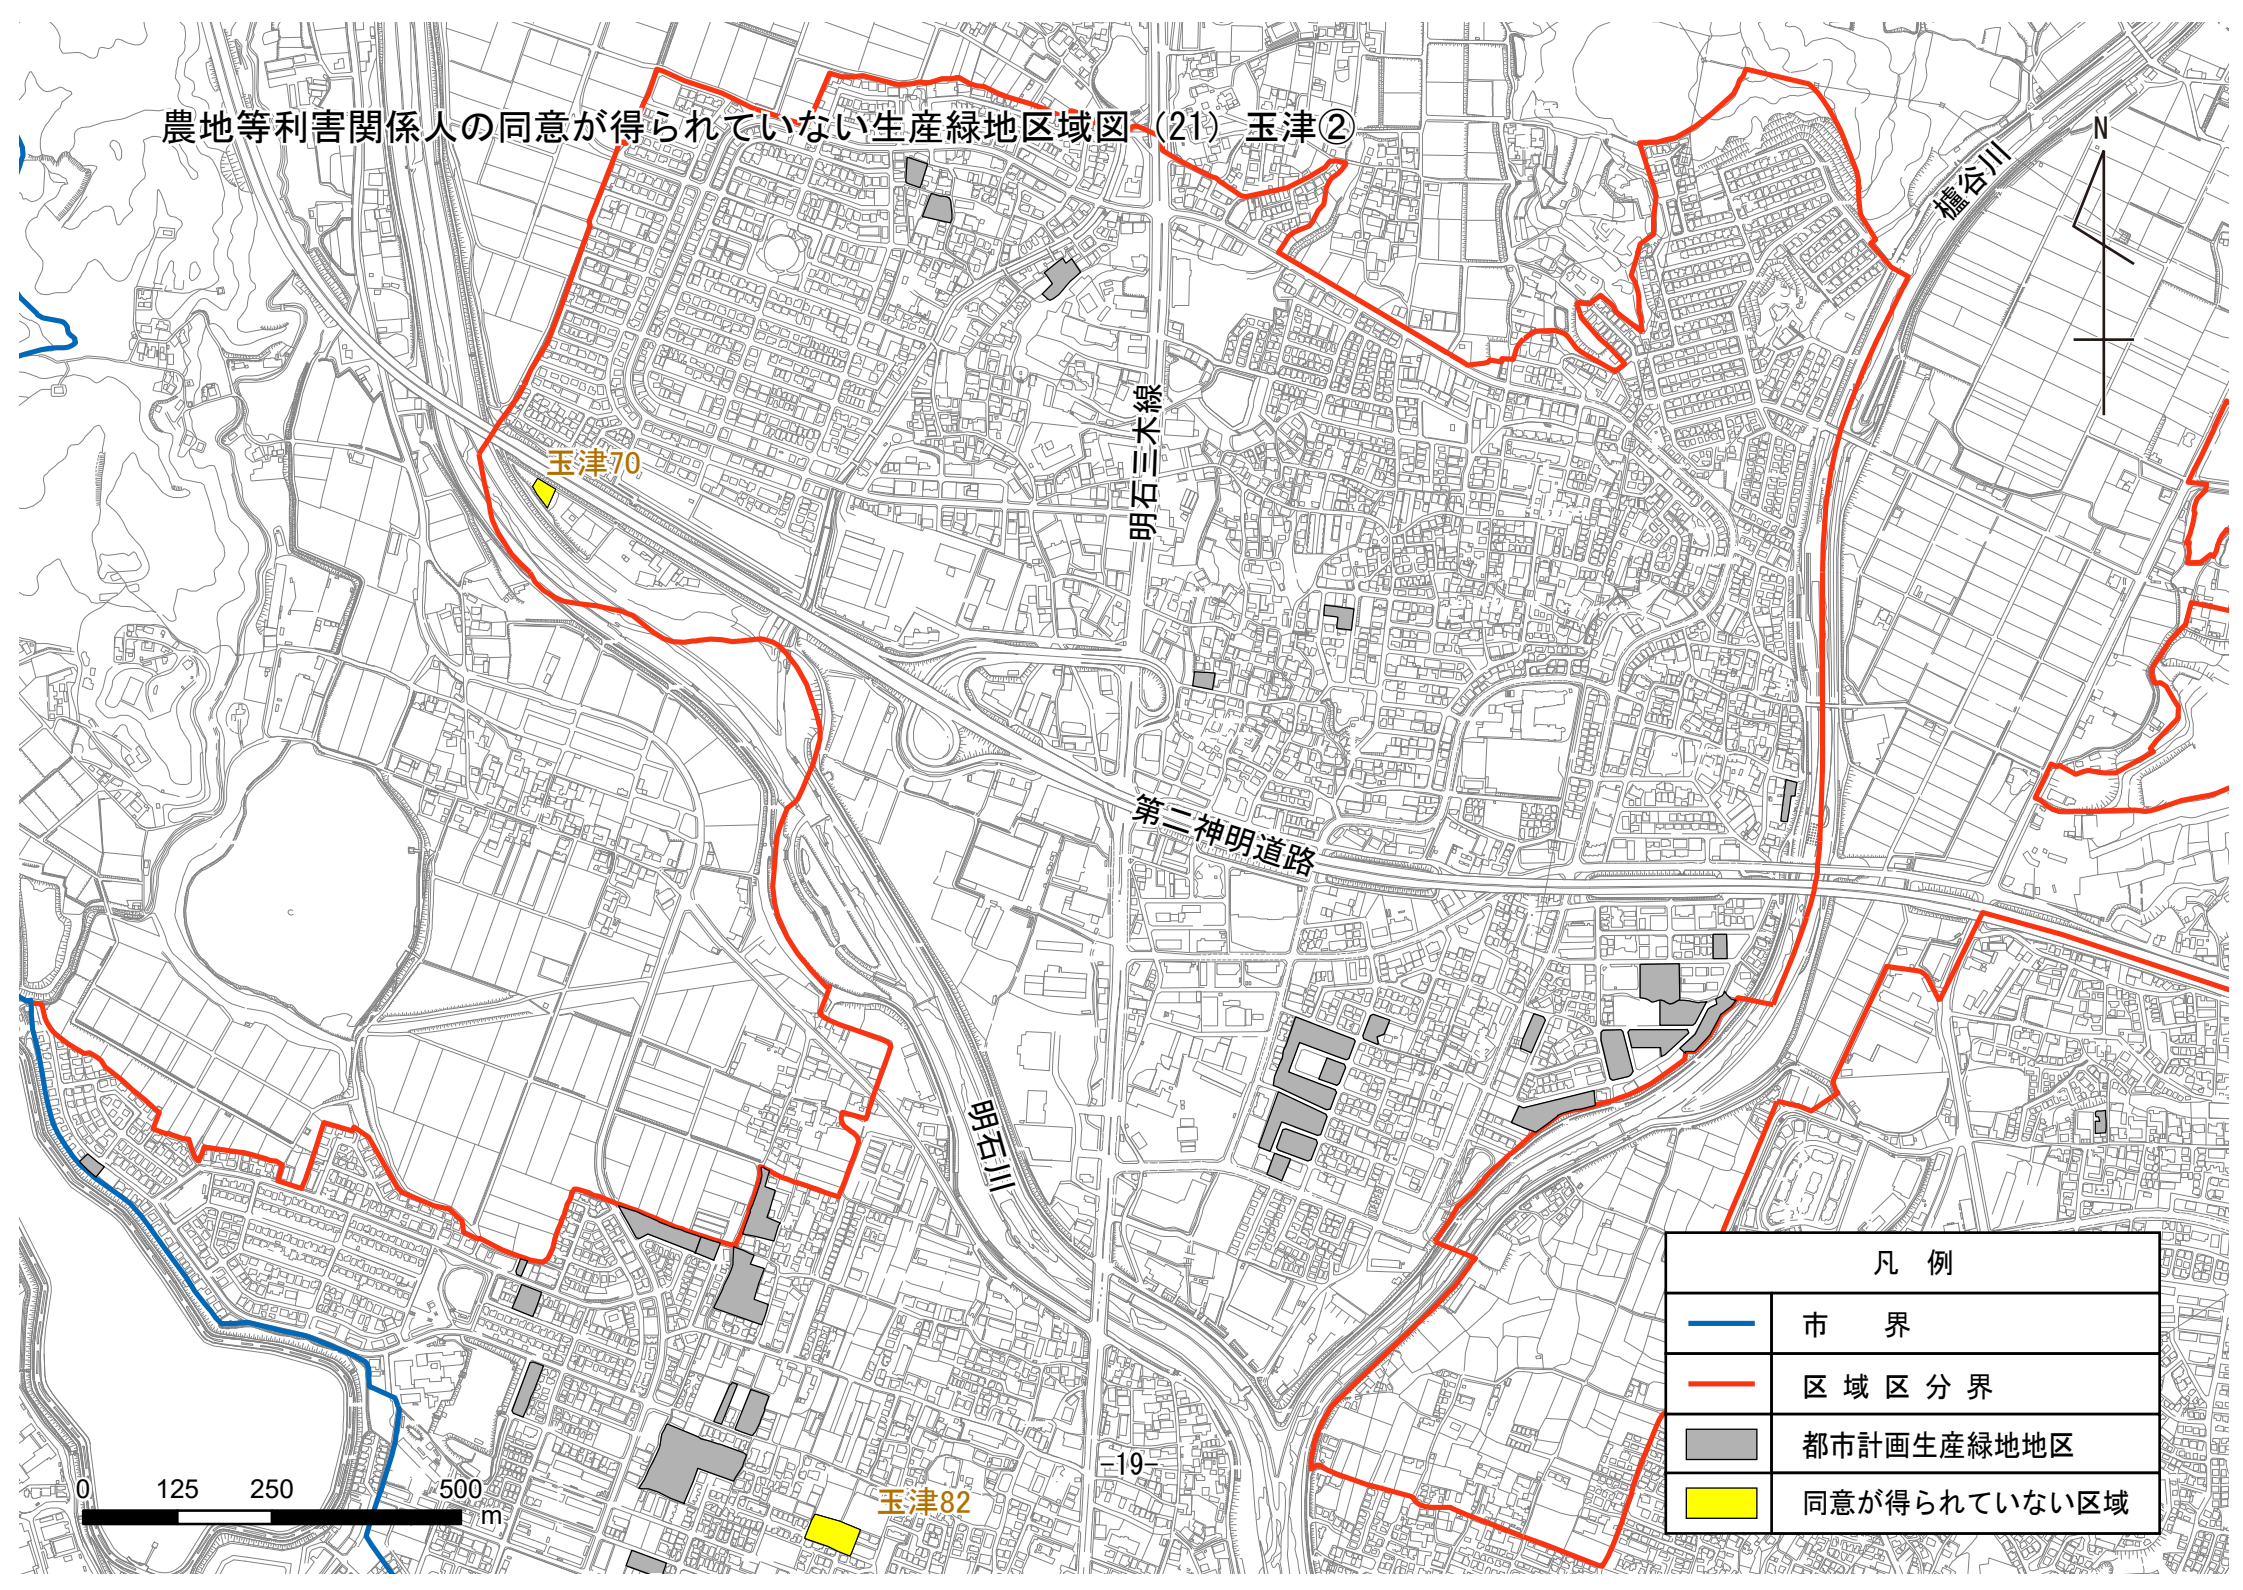 農地等利害関係人の同意が得られていない生産緑地区域図 (21) 玉津②
N
櫨谷川
明石三木線
玉津70
第二神明道路
明石川
凡 例
市 界
区 域 区 分 界
都市計画生産緑地地区
同意が得られていない区域
-19-
玉津82
0 125 250 500 m